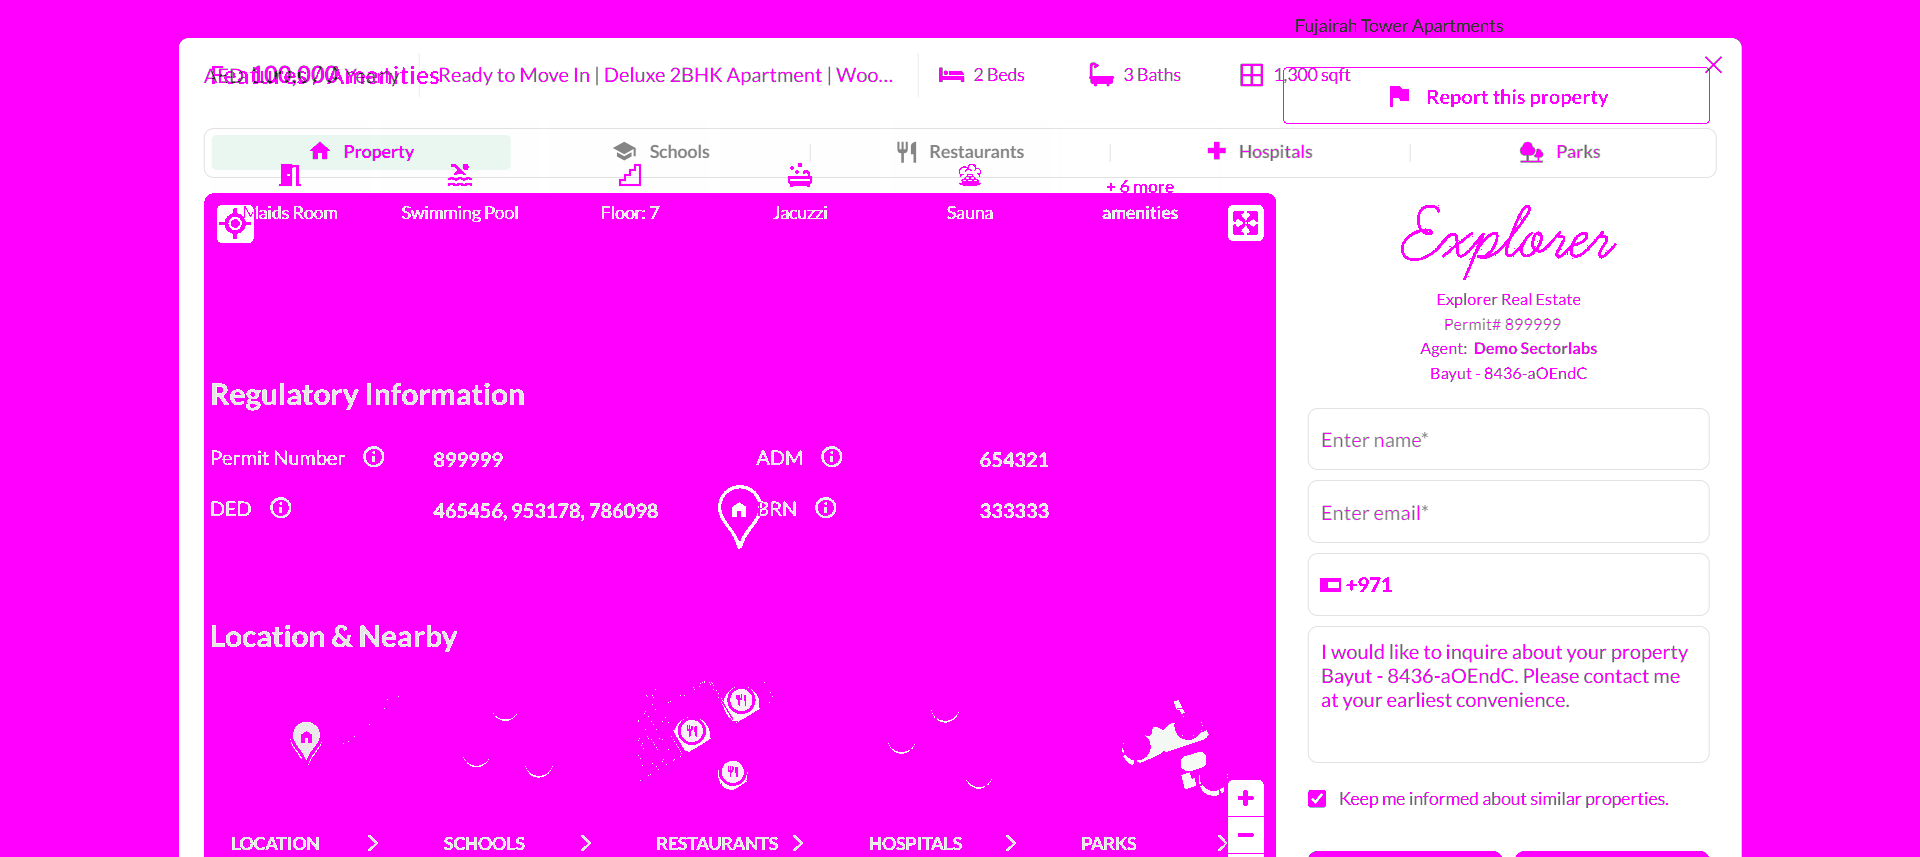 Fujairah Tower Apartments
Features / Amenities
AED 100,000 Yearly
Ready to Move In | Deluxe 2BHK Apartment | Woo...
2 Beds
3 Baths
1,300 sqft
Report this property
Property
Schools
Restaurants
Hospitals
Parks
Maids Room
Swimming Pool
Floor: 7
Jacuzzi
Sauna
+ 6 more
amenities
Explorer
Explorer Real Estate
Permit# 899999
Agent: Demo Sectorlabs
Bayut - 8436-aOEndC
Regulatory Information
Permit Number
899999
ADM
654321
DED
465456, 953178, 786098
BRN
333333
Enter name*
Enter email*
+971
I would like to inquire about your property
Bayut - 8436-aOEndC. Please contact me
at your earliest convenience.
Keep me informed about similar properties.
Location & Nearby
LOCATION
SCHOOLS
RESTAURANTS
HOSPITALS
PARKS